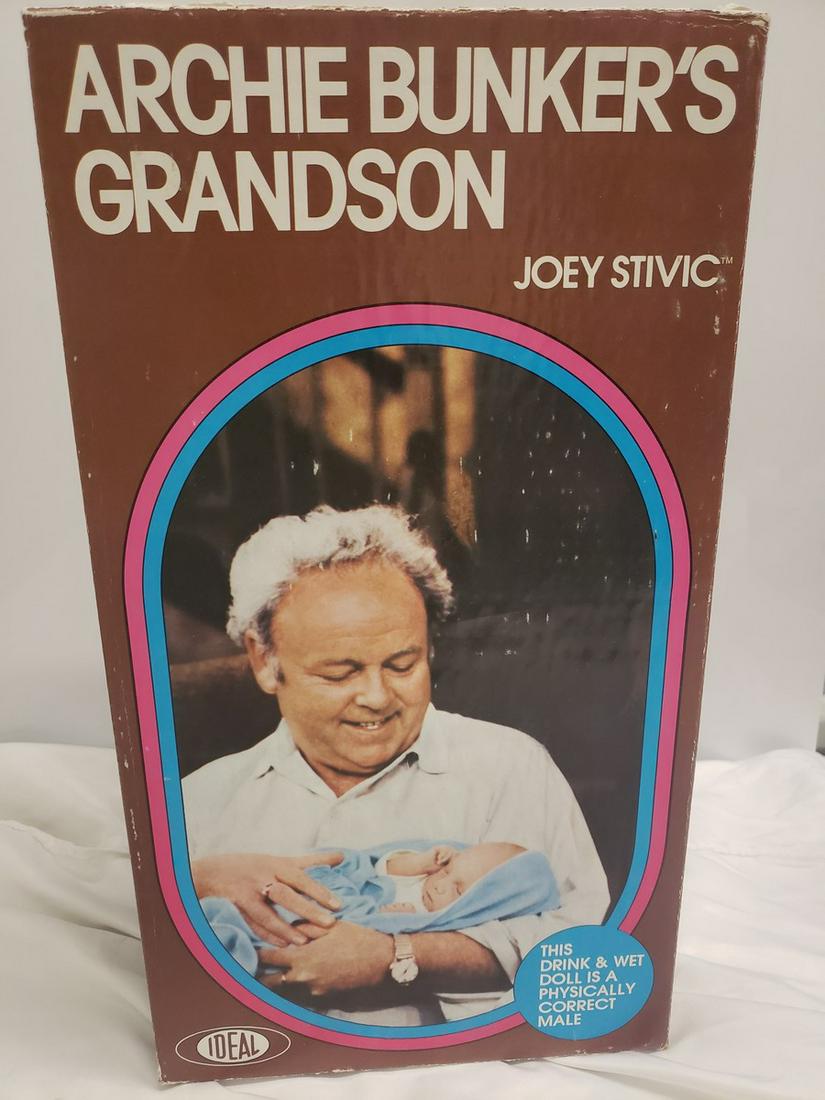 ARCHIE BUNKER'S
GRANDSON
JOEY STIVIC™
THIS
DRINK & WET
DOLL IS A
PHYSICALLY
CORRECT
MALE
IDEAL